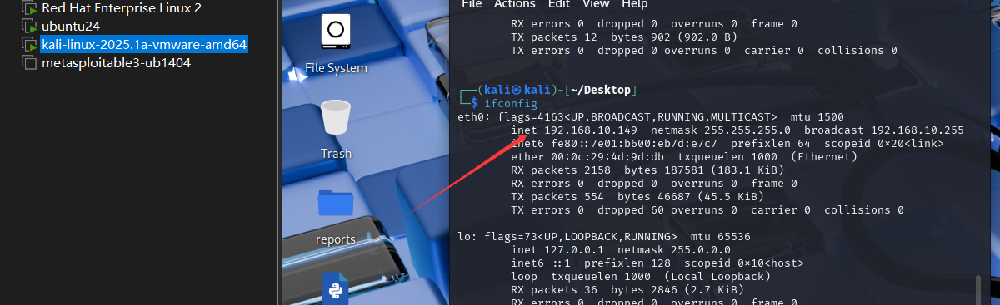 Red Hat Enterprise Linux 2
ubuntu24
kali-linux-2025.1a-vmware-amd64
metasploitable3-ub1404
File System
Trash
reports
File Actions Edit View Help
RX errors 0 dropped 0 overruns 0 frame 0
TX packets 12 bytes 902 (902.0 B)
TX errors 0 dropped 0 overruns 0 carrier 0 collisions 0
┌──(kali㉿kali)-[~/Desktop]
└─$ ifconfig
eth0: flags=4163<UP,BROADCAST,RUNNING,MULTICAST> mtu 1500
inet 192.168.10.149 netmask 255.255.255.0 broadcast 192.168.10.255
inet6 fe80::7e01:b600:eb7d:e7c7 prefixlen 64 scopeid 0×20<link>
ether 00:0c:29:4d:9d:db txqueuelen 1000 (Ethernet)
RX packets 2158 bytes 187581 (183.1 KiB)
RX errors 0 dropped 0 overruns 0 frame 0
TX packets 554 bytes 46687 (45.5 KiB)
TX errors 0 dropped 60 overruns 0 carrier 0 collisions 0
lo: flags=73<UP,LOOPBACK,RUNNING> mtu 65536
inet 127.0.0.1 netmask 255.0.0.0
inet6 ::1 prefixlen 128 scopeid 0×10<host>
loop txqueuelen 1000 (Local Loopback)
RX packets 36 bytes 2846 (2.7 KiB)
RX errors 0 dropped 0 overruns 0 frame 0